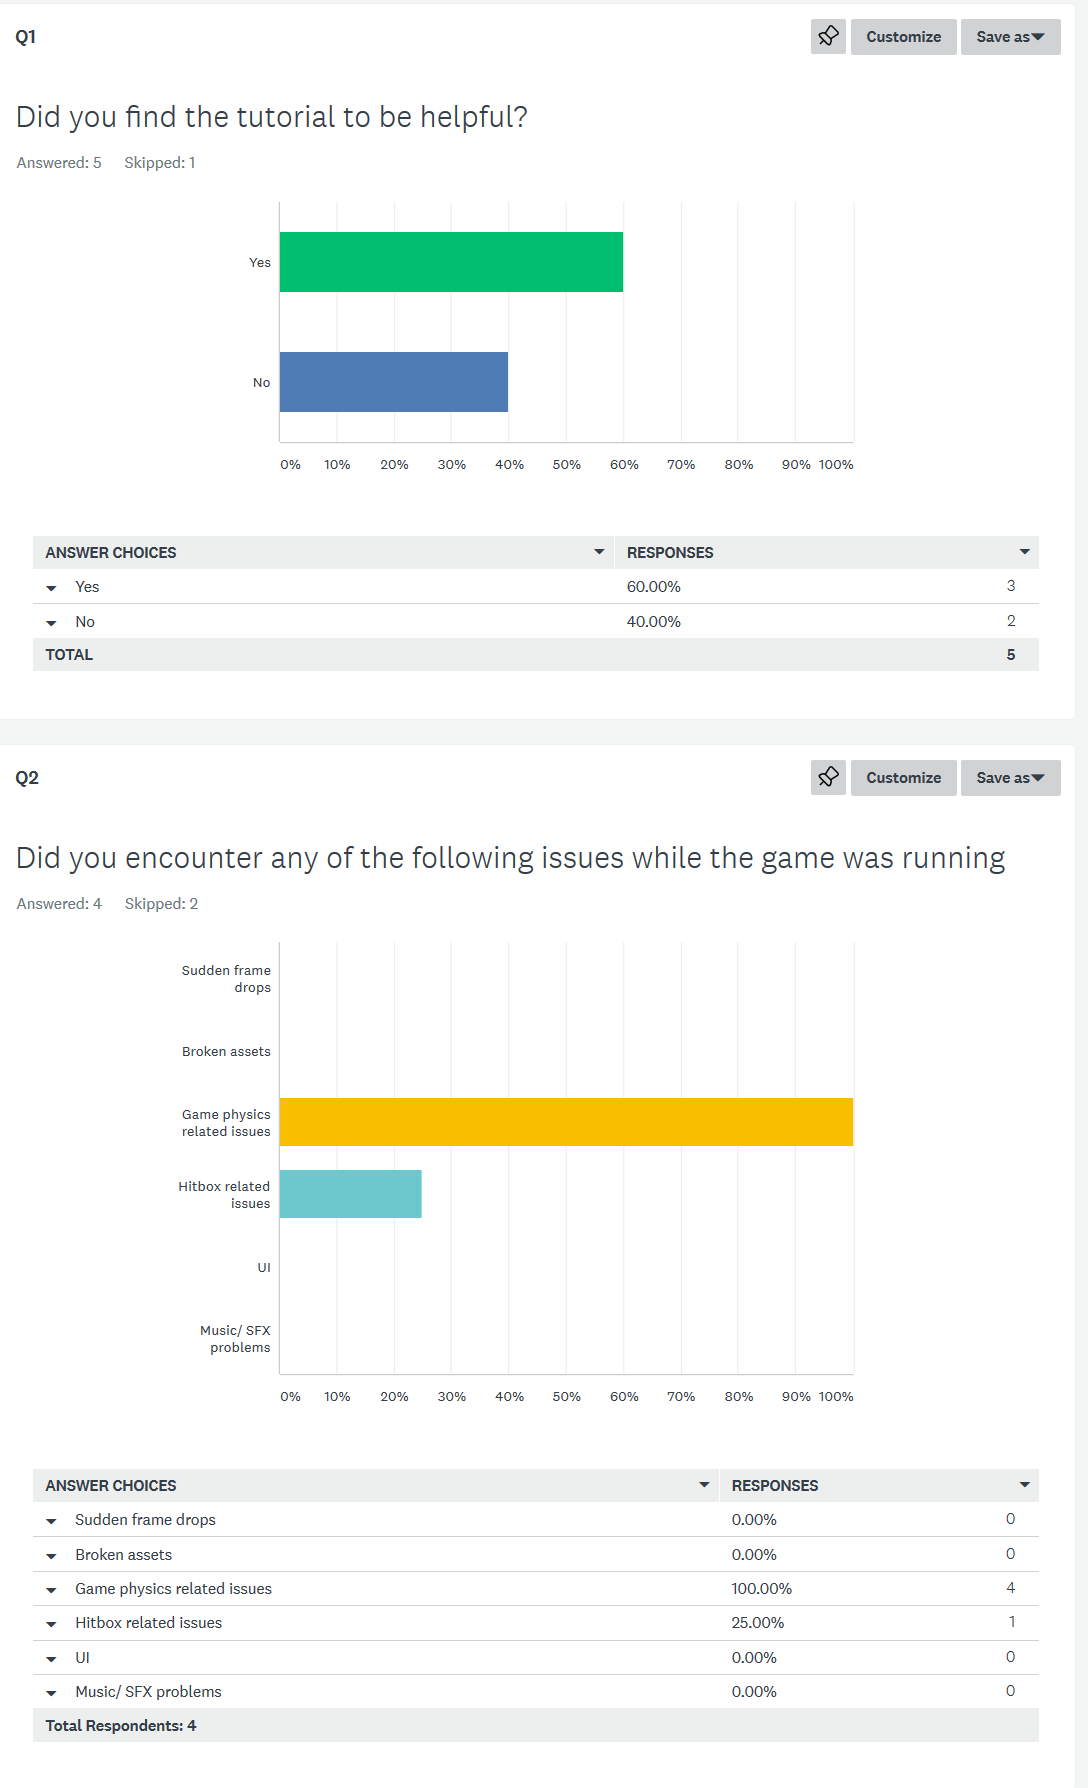 Q1
Customize
Save as
Did you find the tutorial to be helpful?
Answered: 5 Skipped: 1
Yes
No
0% 10% 20% 30% 40% 50% 60% 70% 80% 90% 100%
ANSWER CHOICES RESPONSES
Yes 60.00% 3
No 40.00% 2
TOTAL 5
Q2
Customize
Save as
Did you encounter any of the following issues while the game was running
Answered: 4 Skipped: 2
Sudden frame
drops
Broken assets
Game physics
related issues
Hitbox related
issues
UI
Music/ SFX
problems
0% 10% 20% 30% 40% 50% 60% 70% 80% 90% 100%
ANSWER CHOICES RESPONSES
Sudden frame drops 0.00% 0
Broken assets 0.00% 0
Game physics related issues 100.00% 4
Hitbox related issues 25.00% 1
UI 0.00% 0
Music/ SFX problems 0.00% 0
Total Respondents: 4